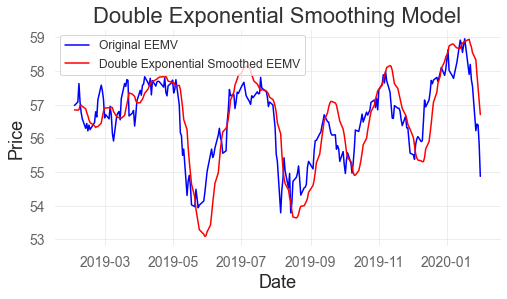 Double Exponential Smoothing Model
Original EEMV
Double Exponential Smoothed EEMV
59
58
57
56
55
54
53
Price
2019-03 2019-05 2019-07 2019-09 2019-11 2020-01
Date